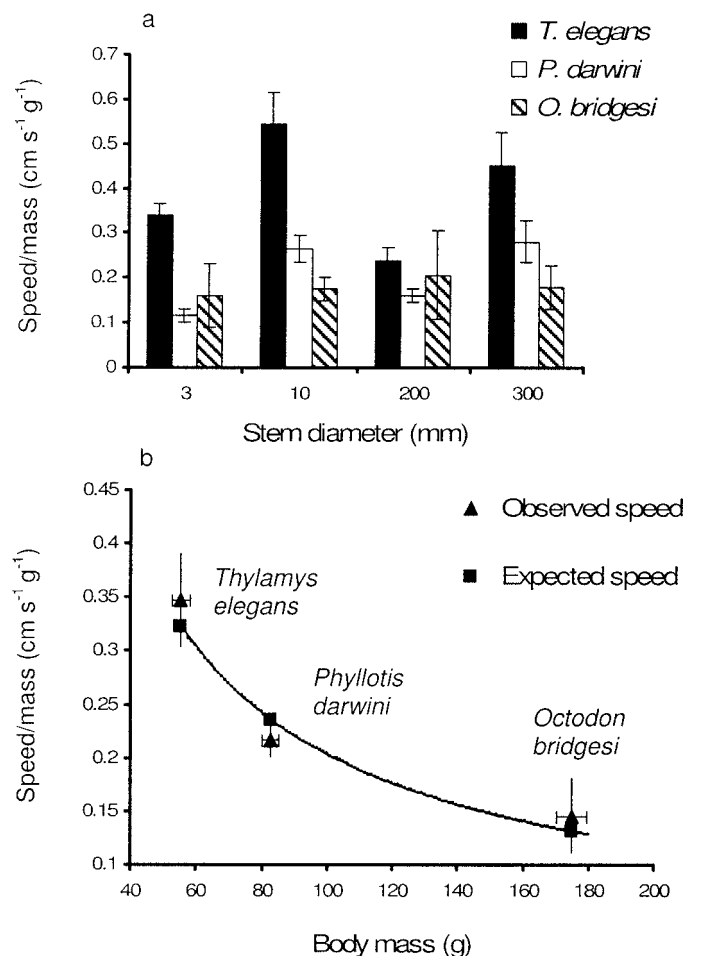 a
T. elegans
P. darwini
O. bridgesi
Speed/mass (cm s⁻¹ g⁻¹)
0.7
0.6
0.5
0.4
0.3
0.2
0.1
0
3 10 200 300
Stem diameter (mm)
b
Observed speed
Expected speed
Speed/mass (cm s⁻¹ g⁻¹)
0.45
0.4
0.35
0.3
0.25
0.2
0.15
0.1
Thylamys
elegans
Phyllotis
darwini
Octodon
bridgesi
40 60 80 100 120 140 160 180 200
Body mass (g)